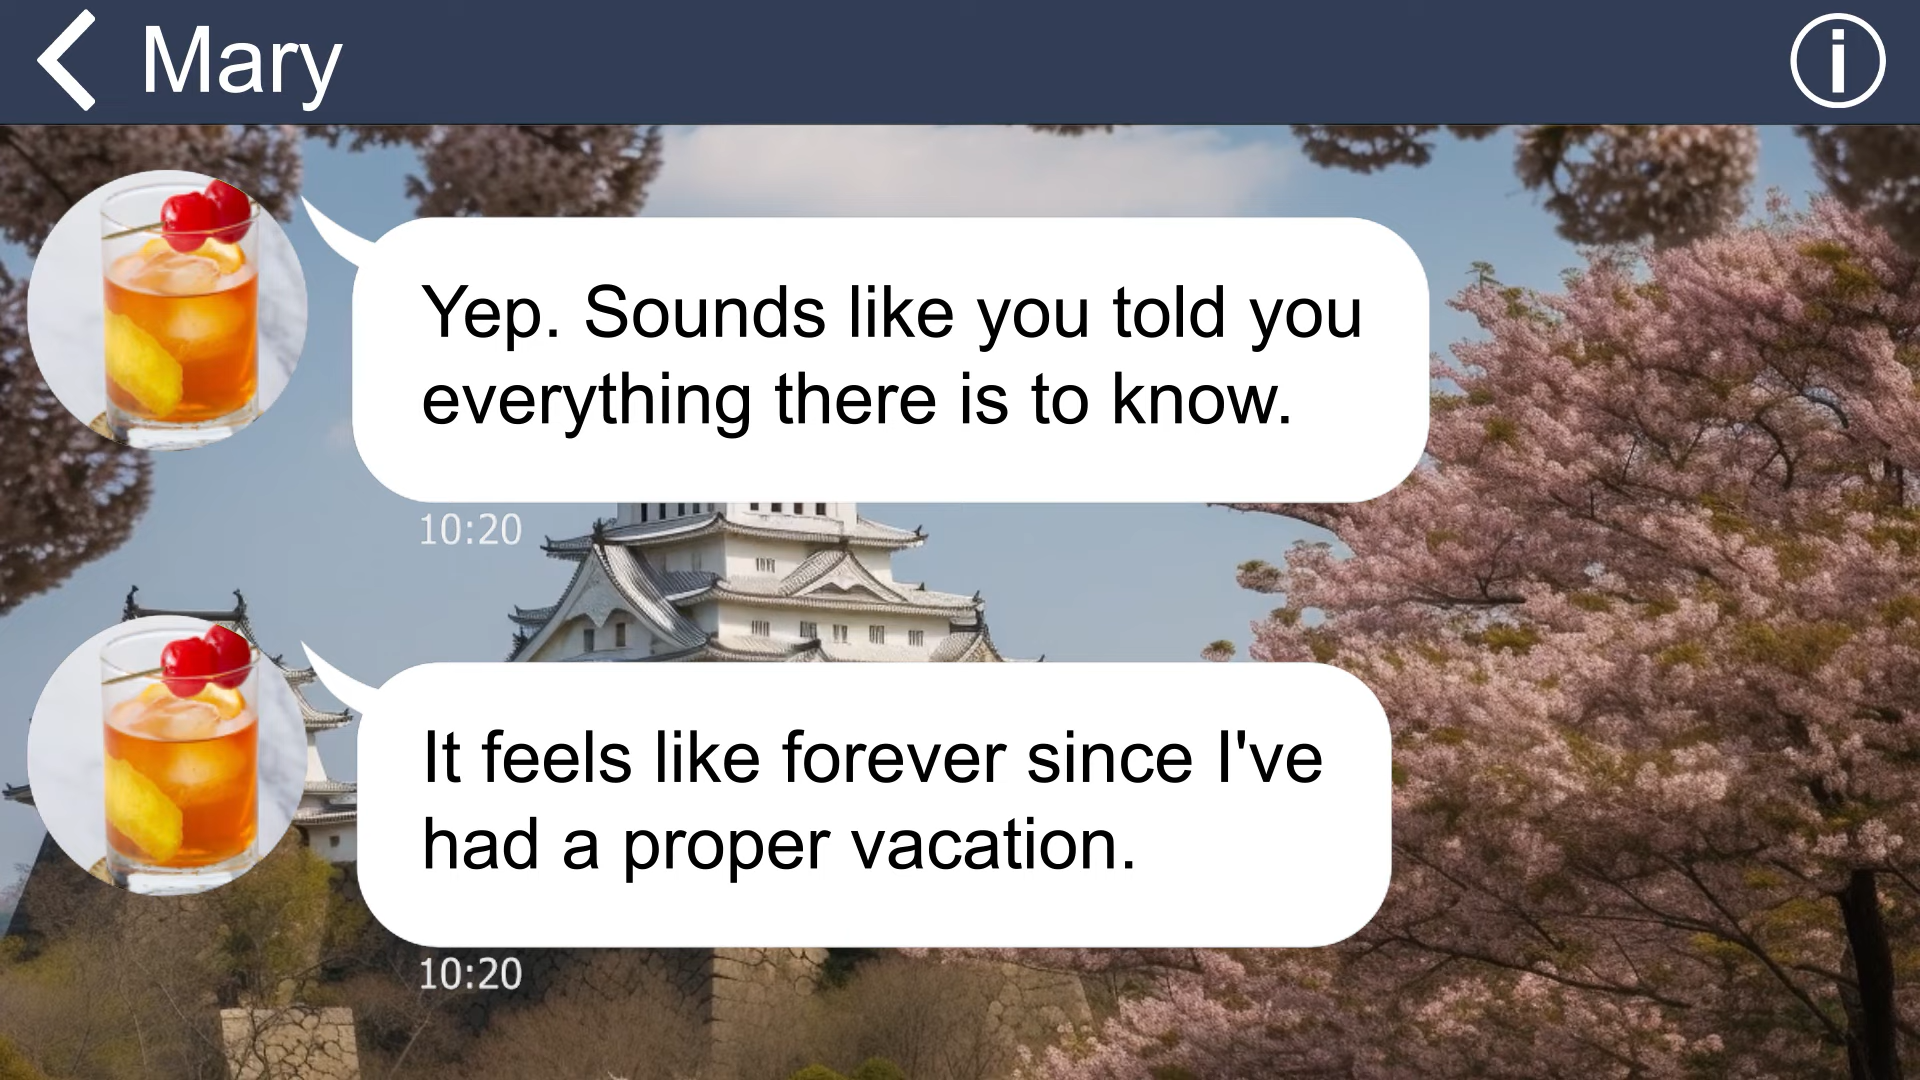 Mary
Yep. Sounds like you told you
everything there is to know.
10:20
It feels like forever since I've
had a proper vacation.
10:20